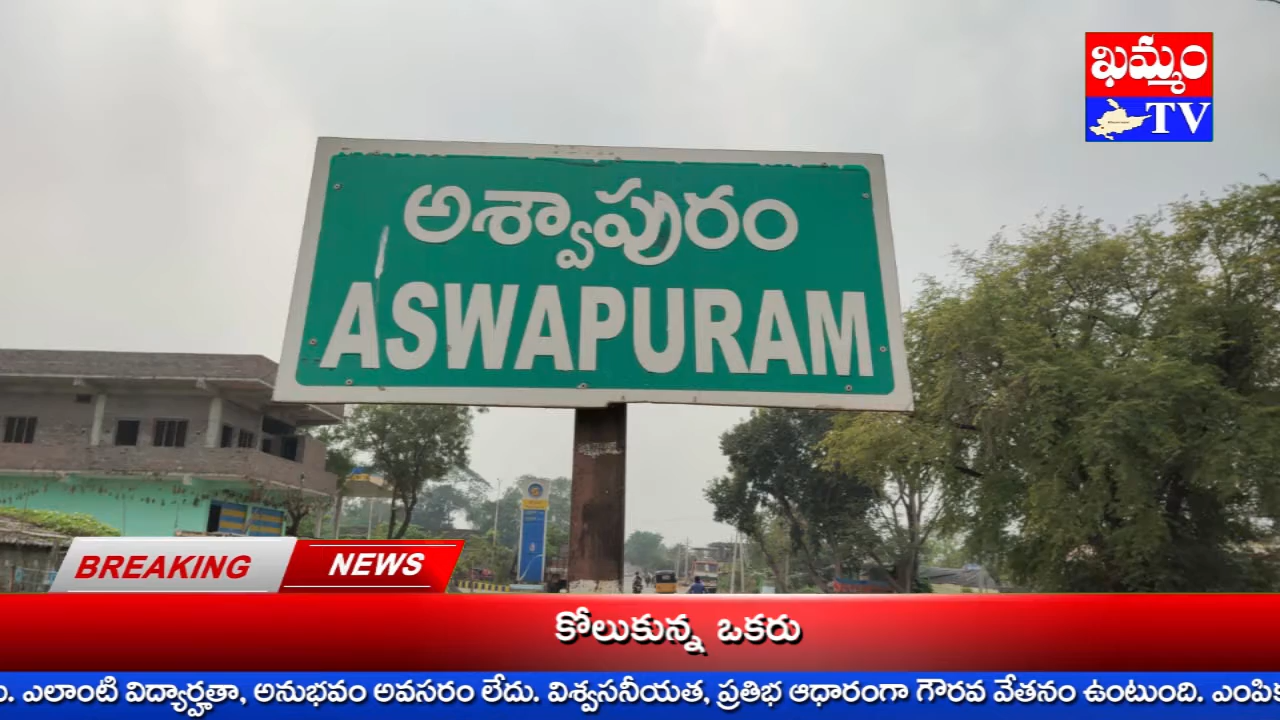 ఖమ్మం
TV
అశ్వాపురం
ASWAPURAM
BREAKING NEWS
కోలుకున్న ఒకరు
ఎలాంటి విద్యార్హతా, అనుభవం అవసరం లేదు. విశ్వసనీయత, ప్రతిభ ఆధారంగా గౌరవ వేతనం ఉంటుంది.